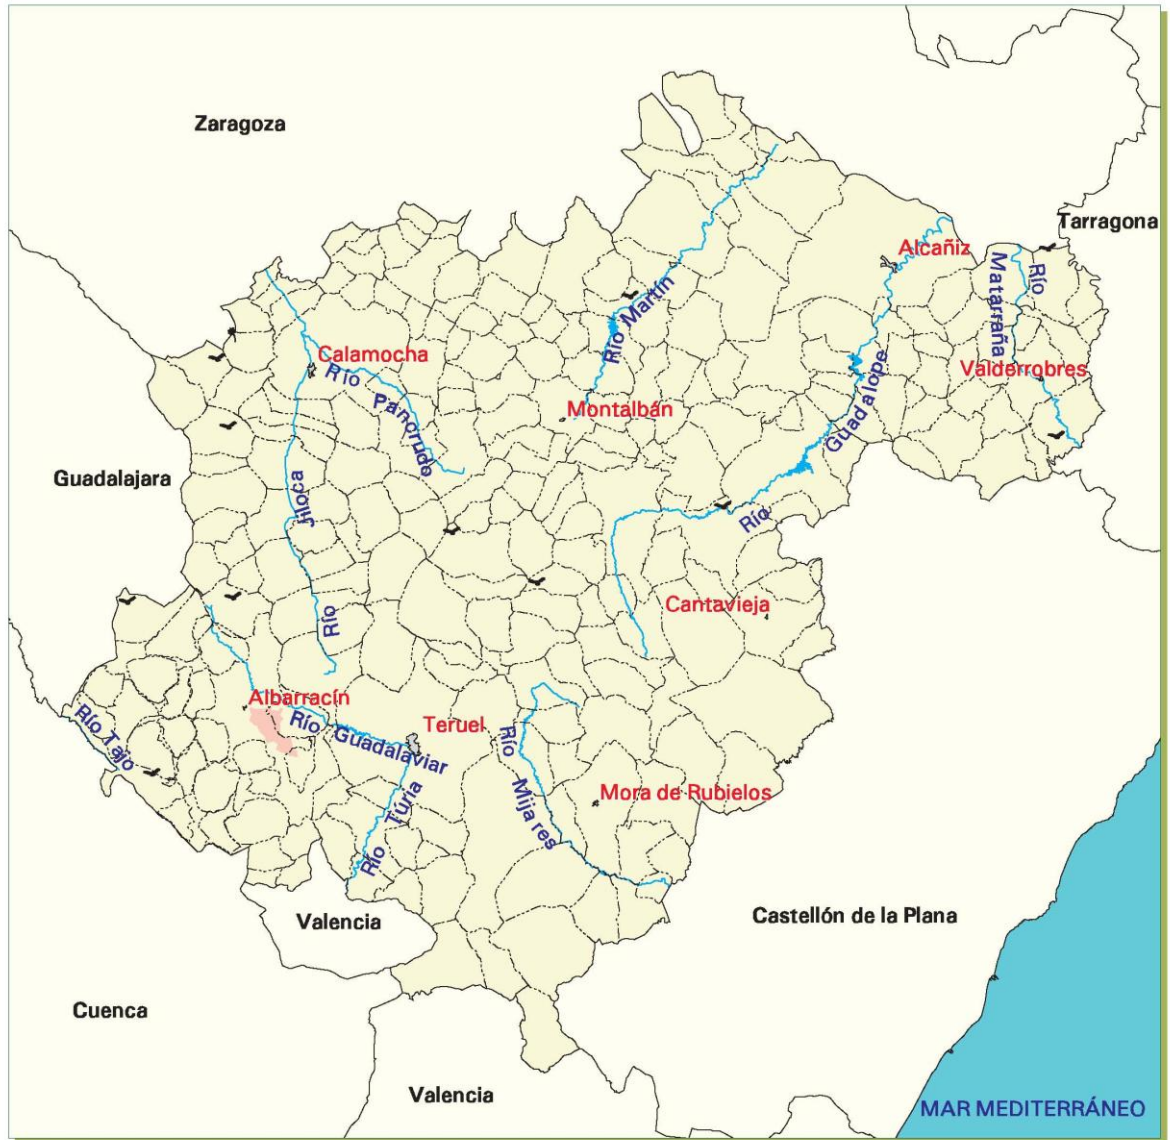 Zaragoza
Tarragona
Alcañiz
Río
Matarraña
Río Martín
Calamocha
Río
Pancrudo
Valderrobres
Montalbán
Guadalope
Río
Guadalajara
Jiloca
Río
Cantavieja
Albarracín
Río Guadalaviar
Teruel
Río Tajo
Río
Mijares
Mora de Rubielos
Río Turia
Valencia
Castellón de la Plana
Cuenca
Valencia
MAR MEDITERRÁNEO